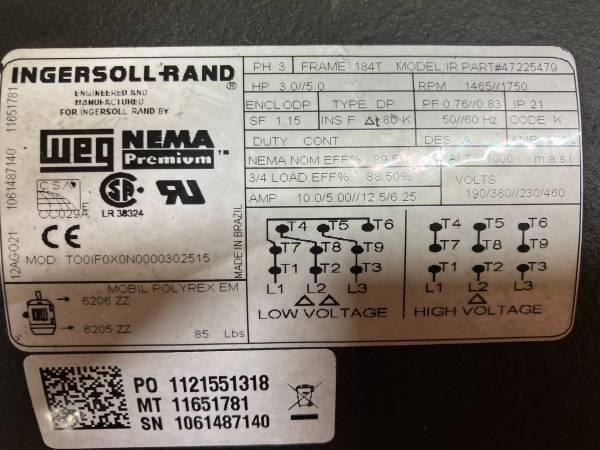 INGERSOLL-RAND®
ENGINEERED AND
MANUFACTURED
FOR INGERSOLL RAND BY
WEG NEMA Premium™
CSA
CC029A
LR 38324
CE
MOD. TO0IF0X0N0000302515
12AGO21 1061487140 11651781
MADE IN BRAZIL
MOBIL POLYREX EM
6206 ZZ
6205 ZZ
85 Lbs
PH 3 FRAME 184T MODEL IR PART#47225479
HP 3.0//5.0 RPM 1465//1750
ENCL ODP TYPE DP PF 0.76//0.83 IP 21
SF 1.15 INS F Δt 80 K 50//60 Hz CODE K
DUTY CONT DES A AMB
NEMA NOM EFF% 89.5 ALT 1000 m.a.s.l
3/4 LOAD EFF% 88.50% VOLTS
AMP 10.0/5.00//12.5/6.25 190/380//230/460
T4 T5 T6 T4 T5 T6
T7 T8 T9 T7 T8 T9
T1 T2 T3 T1 T2 T3
L1 L2 L3 L1 L2 L3
LOW VOLTAGE HIGH VOLTAGE
PO 1121551318
MT 11651781
SN 1061487140